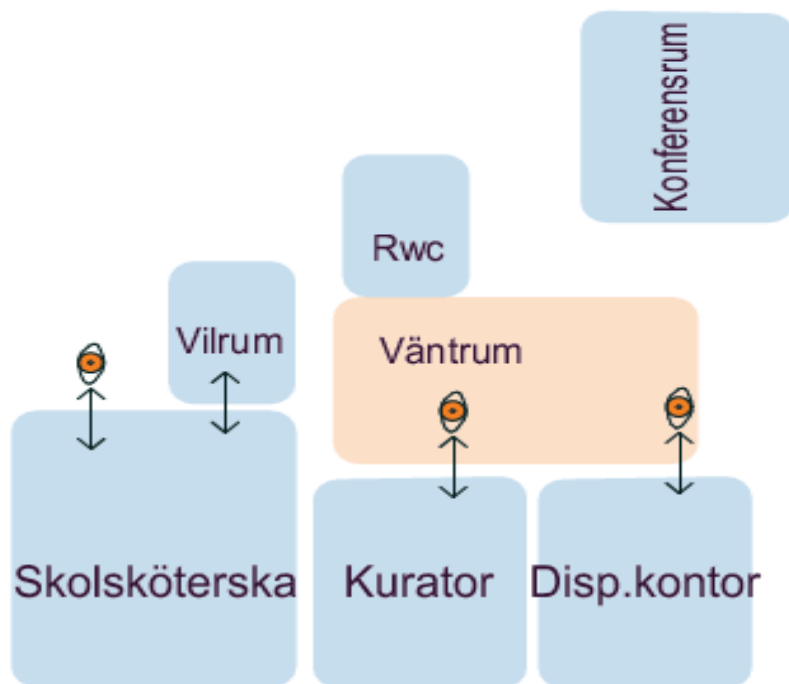 Konferensrum
Rwc
Vilrum
Väntrum
Skolsköterska
Kurator
Disp.kontor